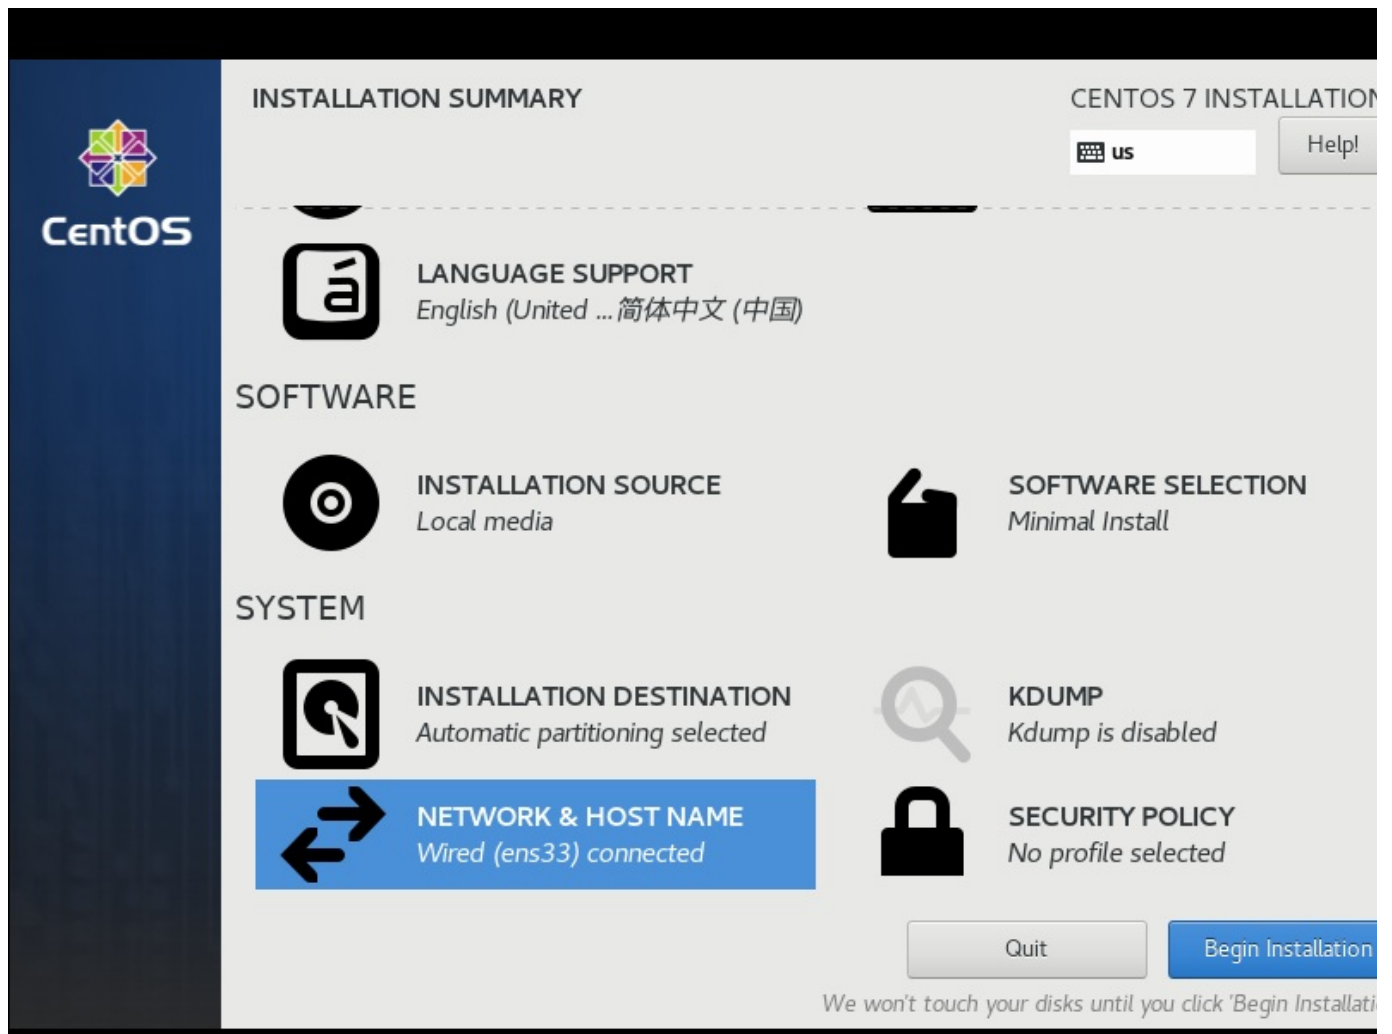 INSTALLATION SUMMARY
CENTOS 7 INSTALLATION
us
Help!
CentOS
LANGUAGE SUPPORT
English (United ... 简体中文 (中国)
SOFTWARE
INSTALLATION SOURCE
Local media
SOFTWARE SELECTION
Minimal Install
SYSTEM
INSTALLATION DESTINATION
Automatic partitioning selected
KDUMP
Kdump is disabled
NETWORK & HOST NAME
Wired (ens33) connected
SECURITY POLICY
No profile selected
Quit
Begin Installation
We won't touch your disks until you click 'Begin Installati